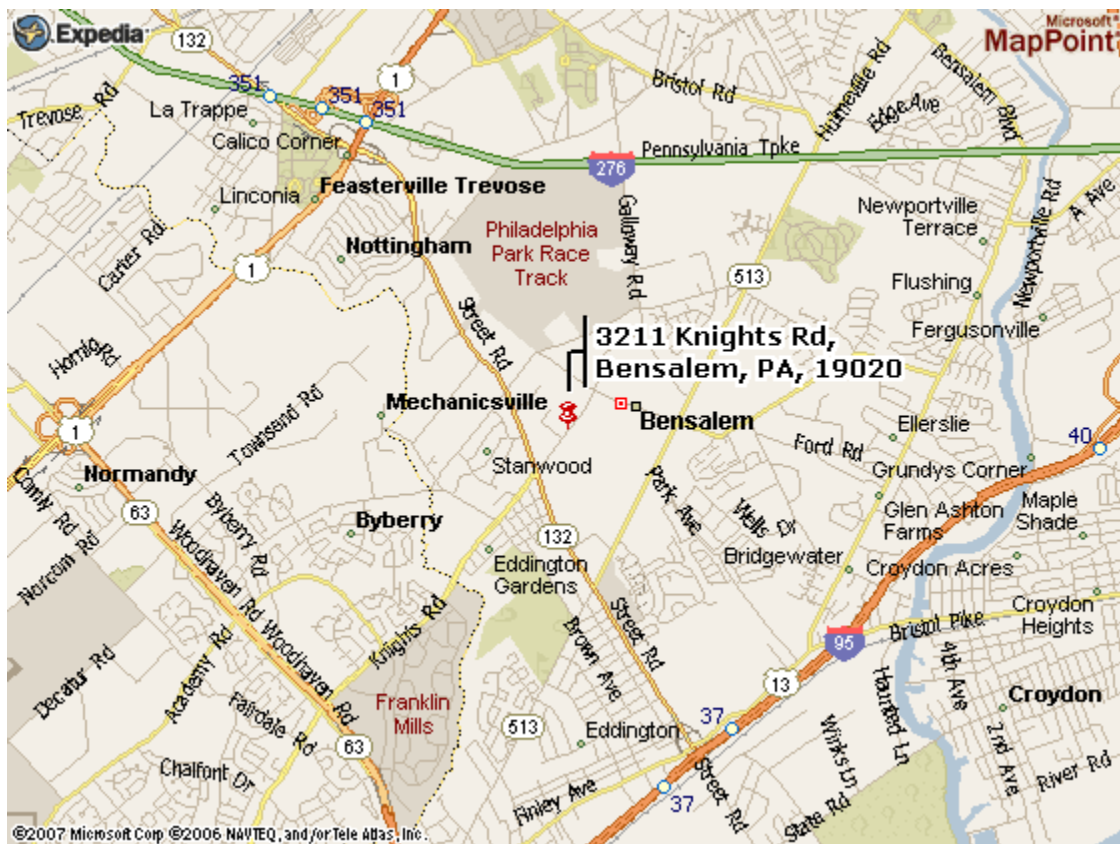 Expedia
Microsoft
MapPoint
132
1
351
351
351
Trevose Rd
La Trappe
Calico Corner
Linconia
Feasterville Trevose
Bristol Rd
Hulmeville Rd
Edge Ave
Bensalem Blvd
Pennsylvania Tpke
276
Newportville Rd
A Ave
Newportville
Terrace
Carter Rd
Nottingham
1
Philadelphia
Park Race
Track
Galloway Rd
513
Flushing
Fergusonville
Street Rd
Hornig Rd
3211 Knights Rd,
Bensalem, PA, 19020
Mechanicsville
Bensalem
Townsend Rd
1
Stanwood
Ford Rd
Ellerslie
Grundys Corner
40
Normandy
Comly Rd
63
Byberry Rd
Byberry
Park Ave
Wells Dr
Glen Ashton
Farms
Maple
Shade
Norcom Rd
Woodhaven Rd
132
Eddington
Gardens
Bridgewater
Croydon Acres
Croydon
Heights
Knights Rd
Street Rd
Brown Ave
95
Bristol Pike
Decatur Rd
Academy Rd
Woodhaven Rd
Fairdale Rd
Franklin
Mills
13
Haunted Ln
4th Ave
Croydon
2nd Ave
63
513
Eddington
37
Winks Ln
Chalfont Dr
Finley Ave
37
Street Rd
State Rd
River Rd
©2007 Microsoft Corp ©2006 NAVTEQ, and/or Tele Atlas, Inc.